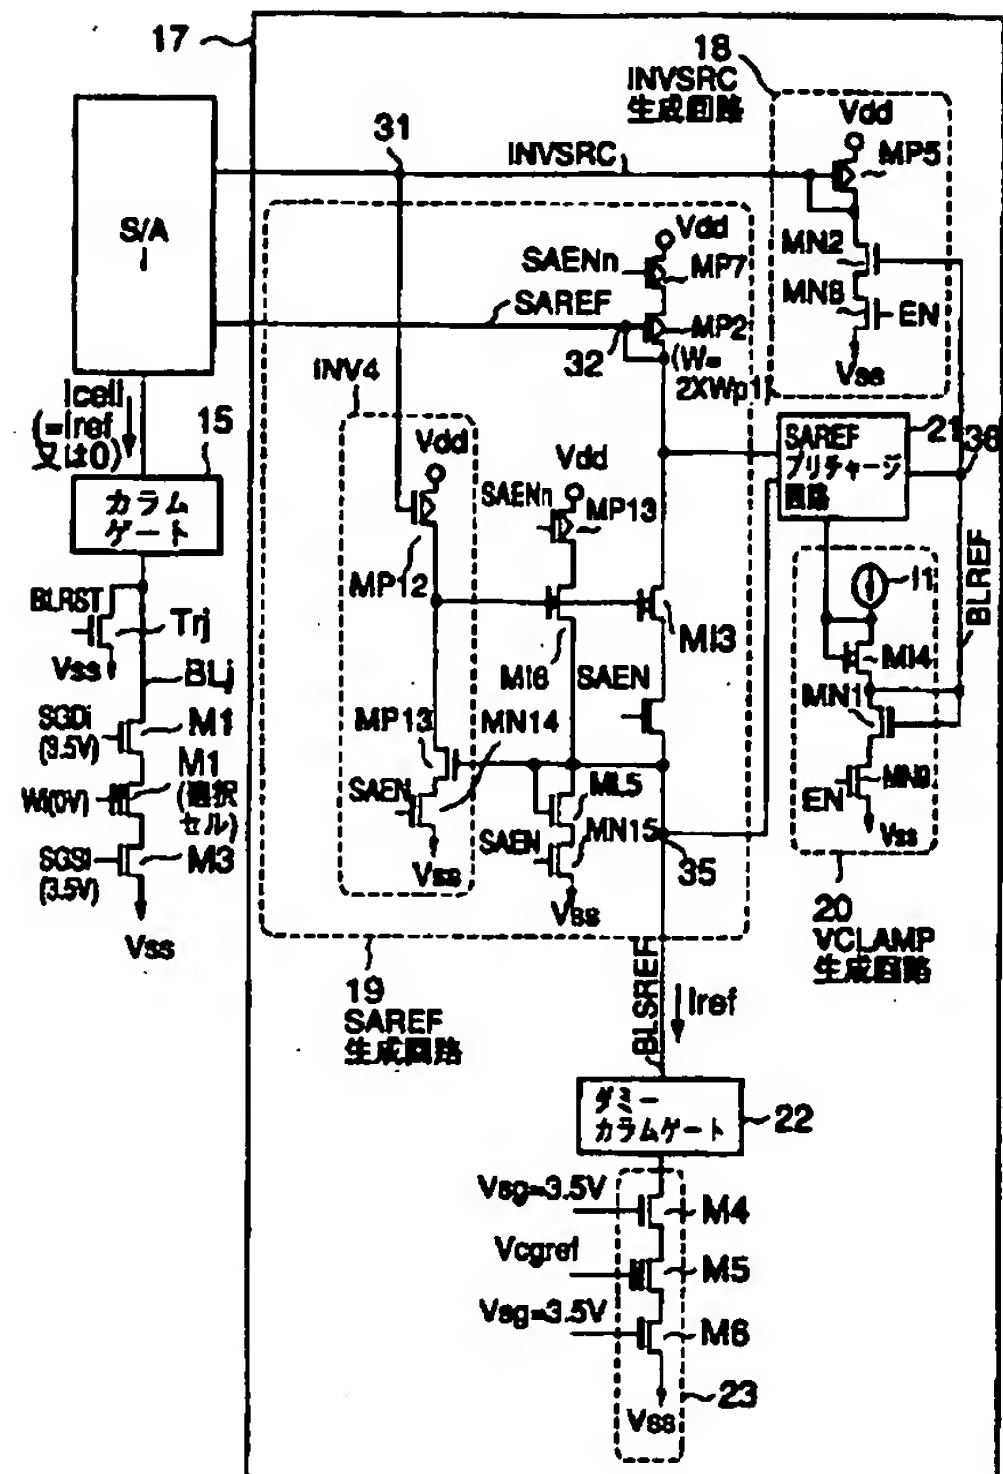 17
18
INVSRC
生成回路
Vdd
MP5
31
INVSRC
S/A
Vdd
SAENn
MP7
MN2
SAREF
MN8
EN
MP2
32
(W=
2XWp1)
Vss
INV4
Icell
(=Iref
又は0)
15
Vdd
Vdd
SAREF
プリチャージ
回路
21
36
カラム
ゲート
SAENn
MP13
MP12
I1
BLREF
BLRST
Trj
MI3
MI4
Vss
MI6
SAEN
BLj
MN1
MP13
MN14
SGDi
(3.5V)
M1
M1
(選択
セル)
Wi(0V)
SAEN
ML5
EN
MN9
SAEN
MN15
SGSi
(3.5V)
M3
Vss
Vss
35
Vss
Vss
20
VCLAMP
生成回路
19
SAREF
生成回路
BLSREF
Iref
ダミー
カラムゲート
22
Vsg=3.5V
M4
Vcgref
M5
Vsg=3.5V
M6
Vss
23